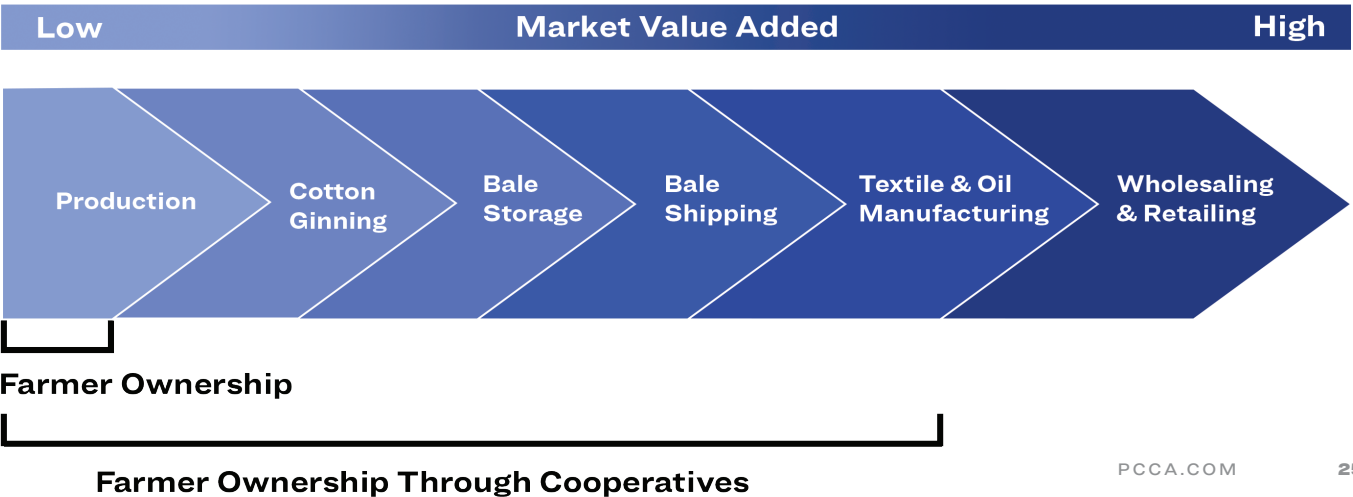 Low Market Value Added High
Production
Cotton
Ginning
Bale
Storage
Bale
Shipping
Textile & Oil
Manufacturing
Wholesaling
& Retailing
Farmer Ownership
Farmer Ownership Through Cooperatives
PCCA.COM 25